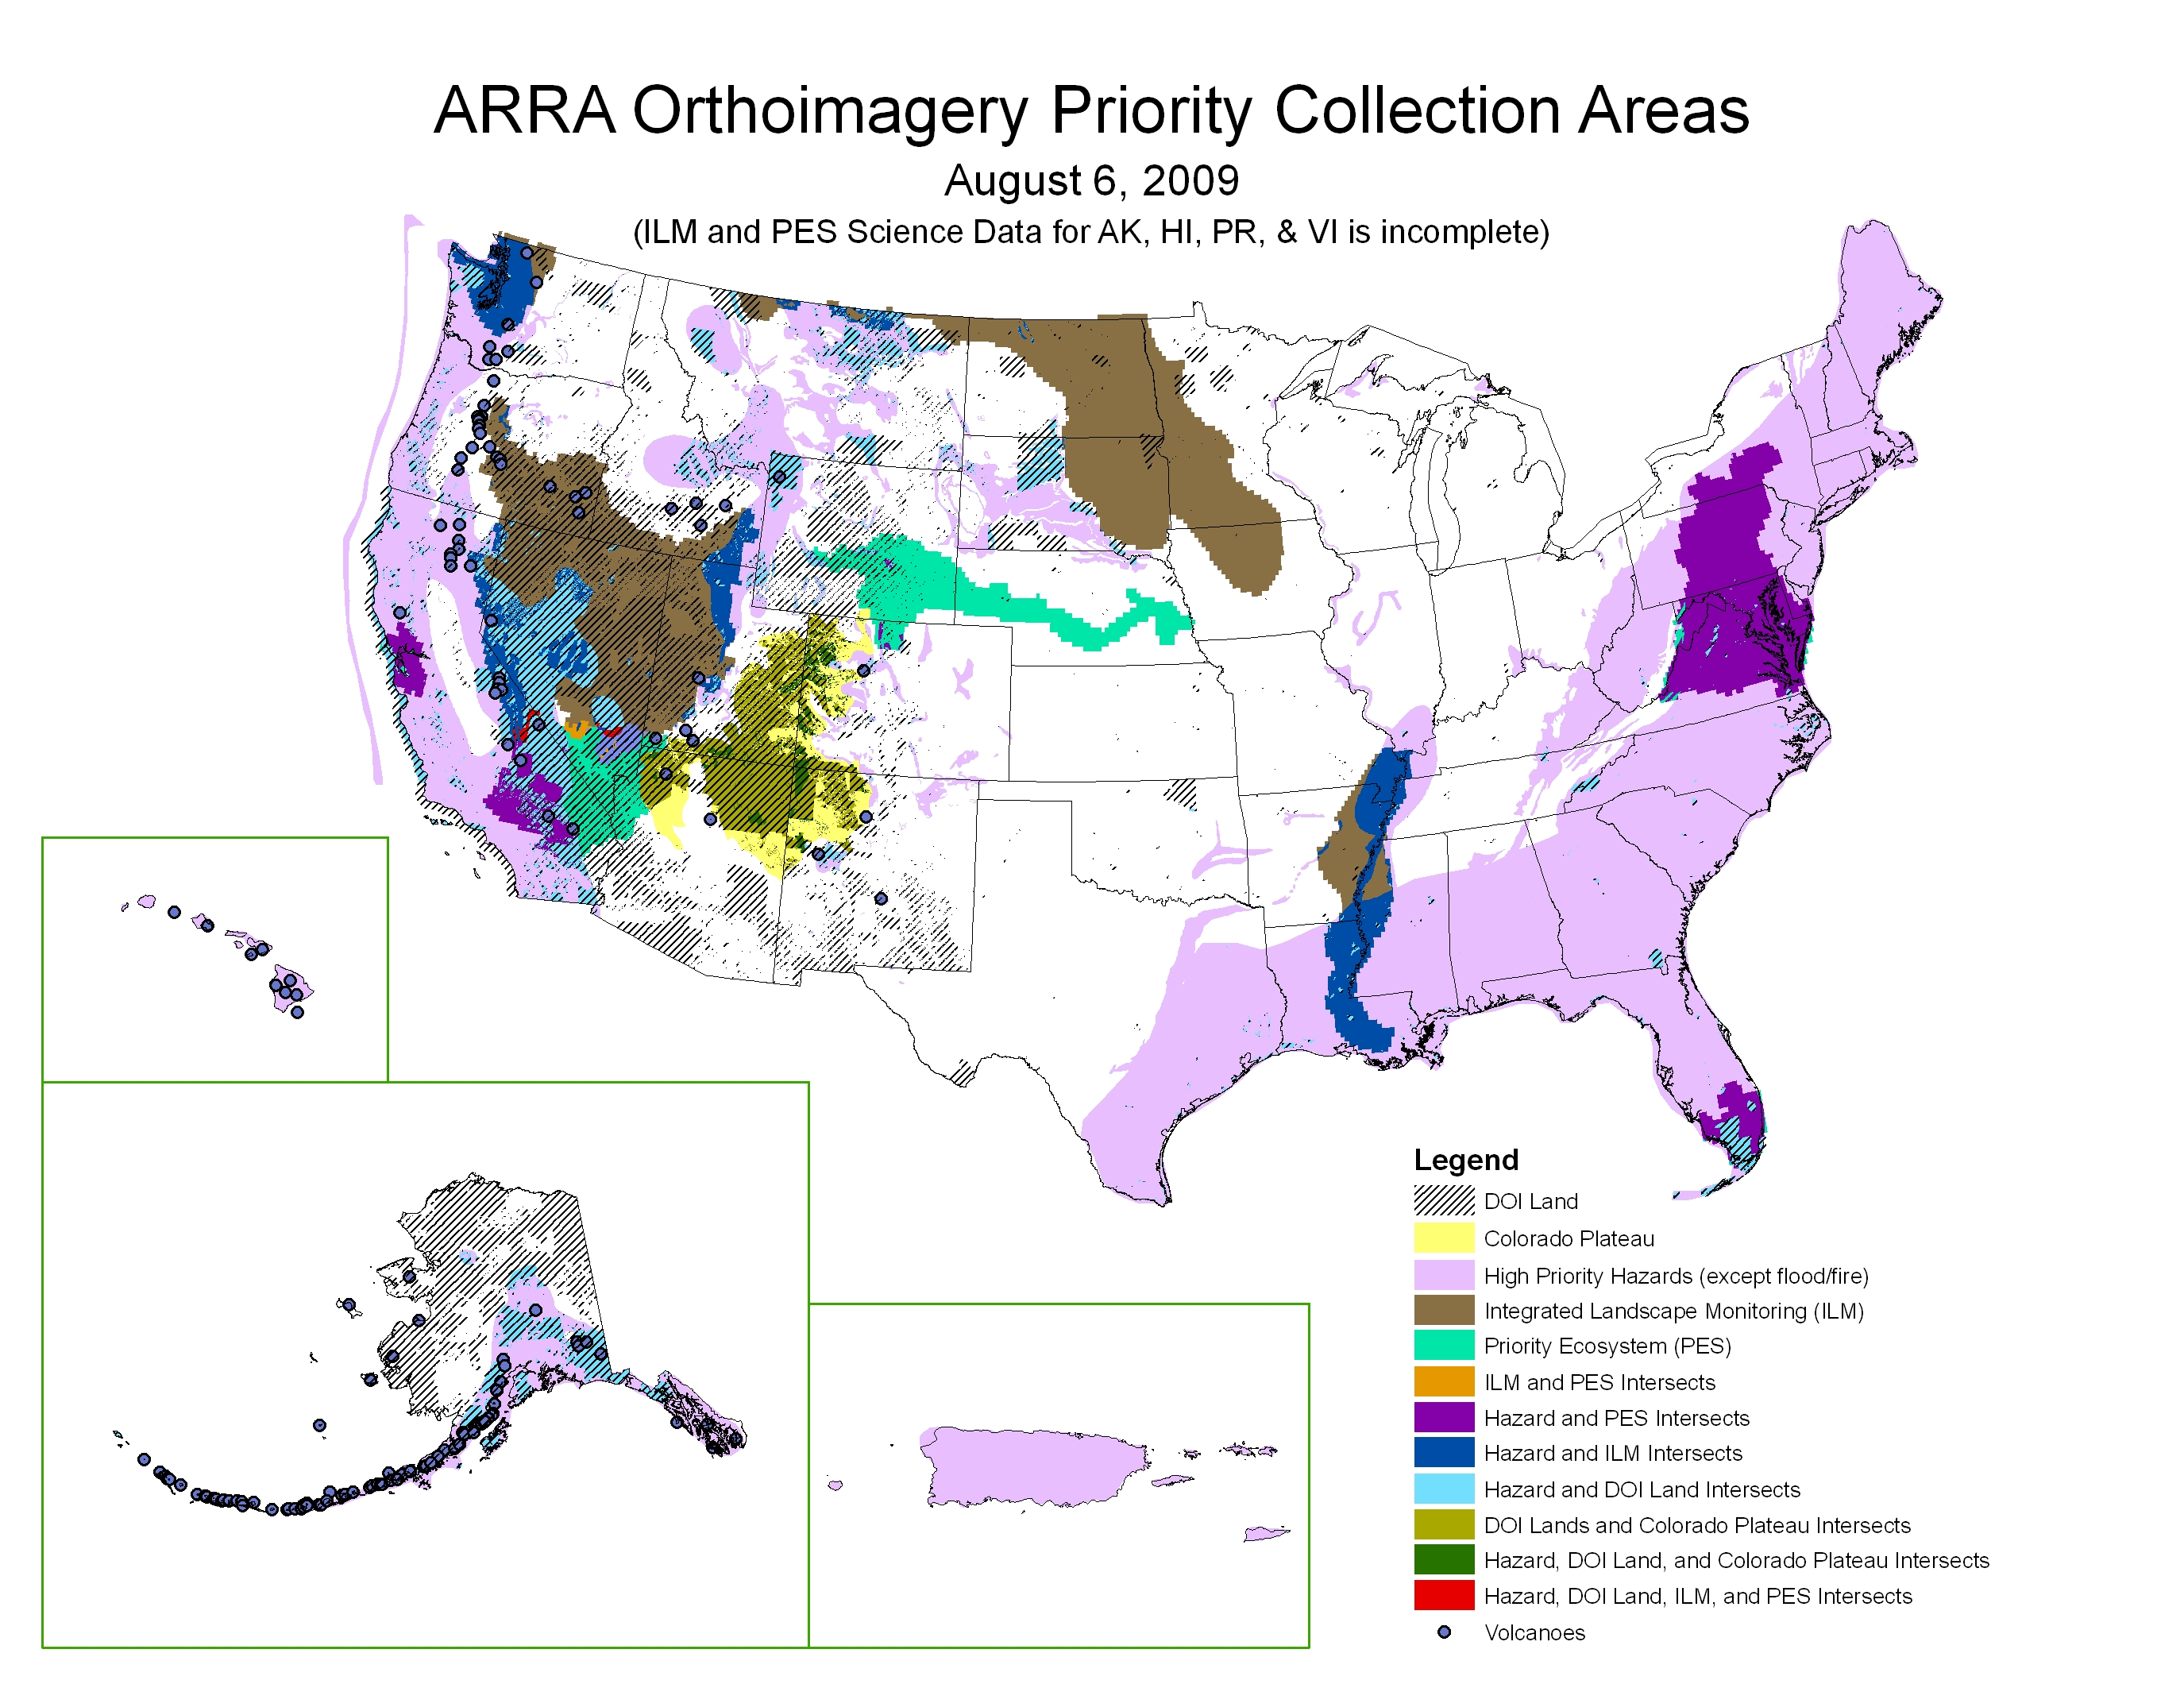 ARRA Orthoimagery Priority Collection Areas
August 6, 2009
(ILM and PES Science Data for AK, HI, PR, & VI is incomplete)
Legend
DOI Land
Colorado Plateau
High Priority Hazards (except flood/fire)
Integrated Landscape Monitoring (ILM)
Priority Ecosystem (PES)
ILM and PES Intersects
Hazard and PES Intersects
Hazard and ILM Intersects
Hazard and DOI Land Intersects
DOI Lands and Colorado Plateau Intersects
Hazard, DOI Land, and Colorado Plateau Intersects
Hazard, DOI Land, ILM, and PES Intersects
Volcanoes